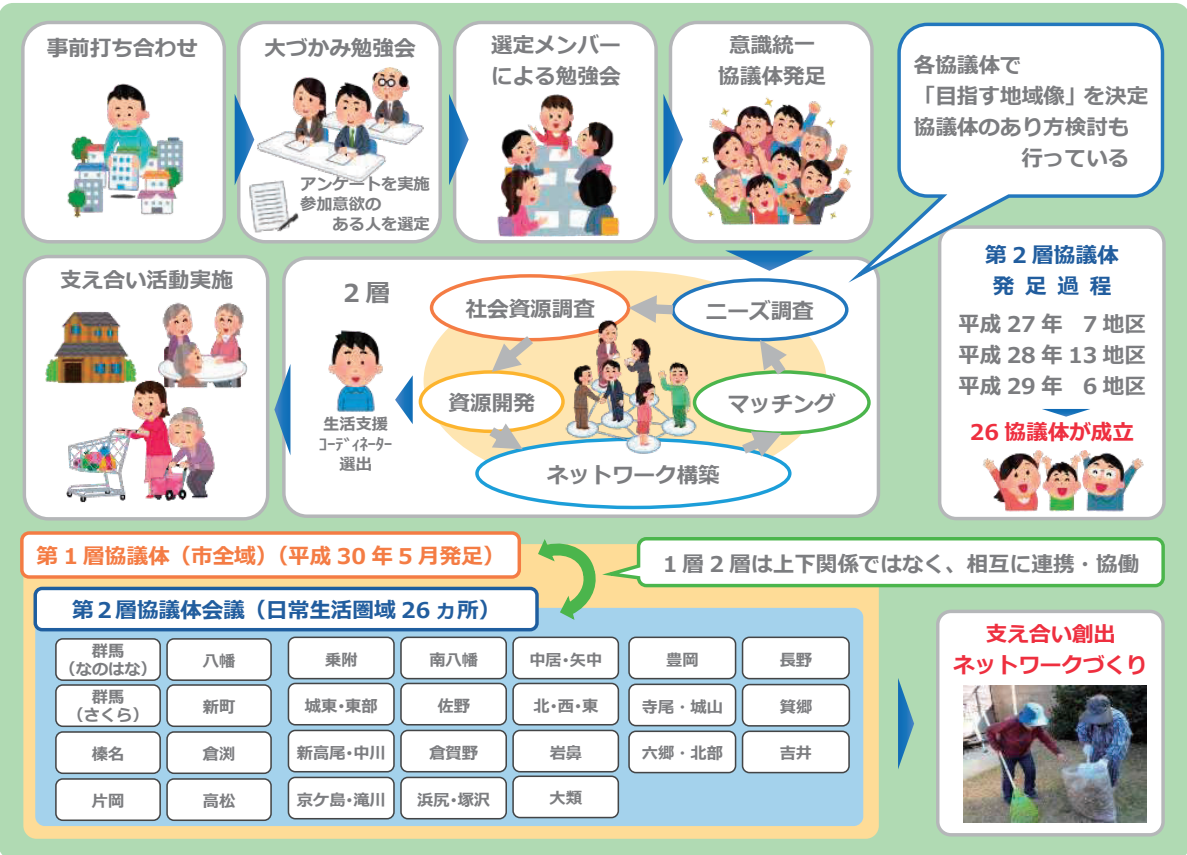 事前打ち合わせ
大づかみ勉強会
アンケートを実施
参加意欲の
ある人を選定
選定メンバー
による勉強会
意識統一
協議体発足
各協議体で
「目指す地域像」を決定
協議体のあり方検討も
行っている
支え合い活動実施
2層
社会資源調査
ニーズ調査
資源開発
マッチング
ネットワーク構築
生活支援
ｺｰﾃﾞｨﾈｰﾀｰ
選出
第2層協議体
発足過程
平成27年 7地区
平成28年 13地区
平成29年 6地区
26協議体が成立
第1層協議体（市全域）（平成30年5月発足）
1層2層は上下関係ではなく、相互に連携・協働
第2層協議体会議（日常生活圏域26ヵ所）
群馬
（なのはな）
八幡
乗附
南八幡
中居・矢中
豊岡
長野
群馬
（さくら）
新町
城東・東部
佐野
北・西・東
寺尾・城山
箕郷
榛名
倉渕
新高尾・中川
倉賀野
岩鼻
六郷・北部
吉井
片岡
高松
京ケ島・滝川
浜尻・塚沢
大類
支え合い創出
ネットワークづくり